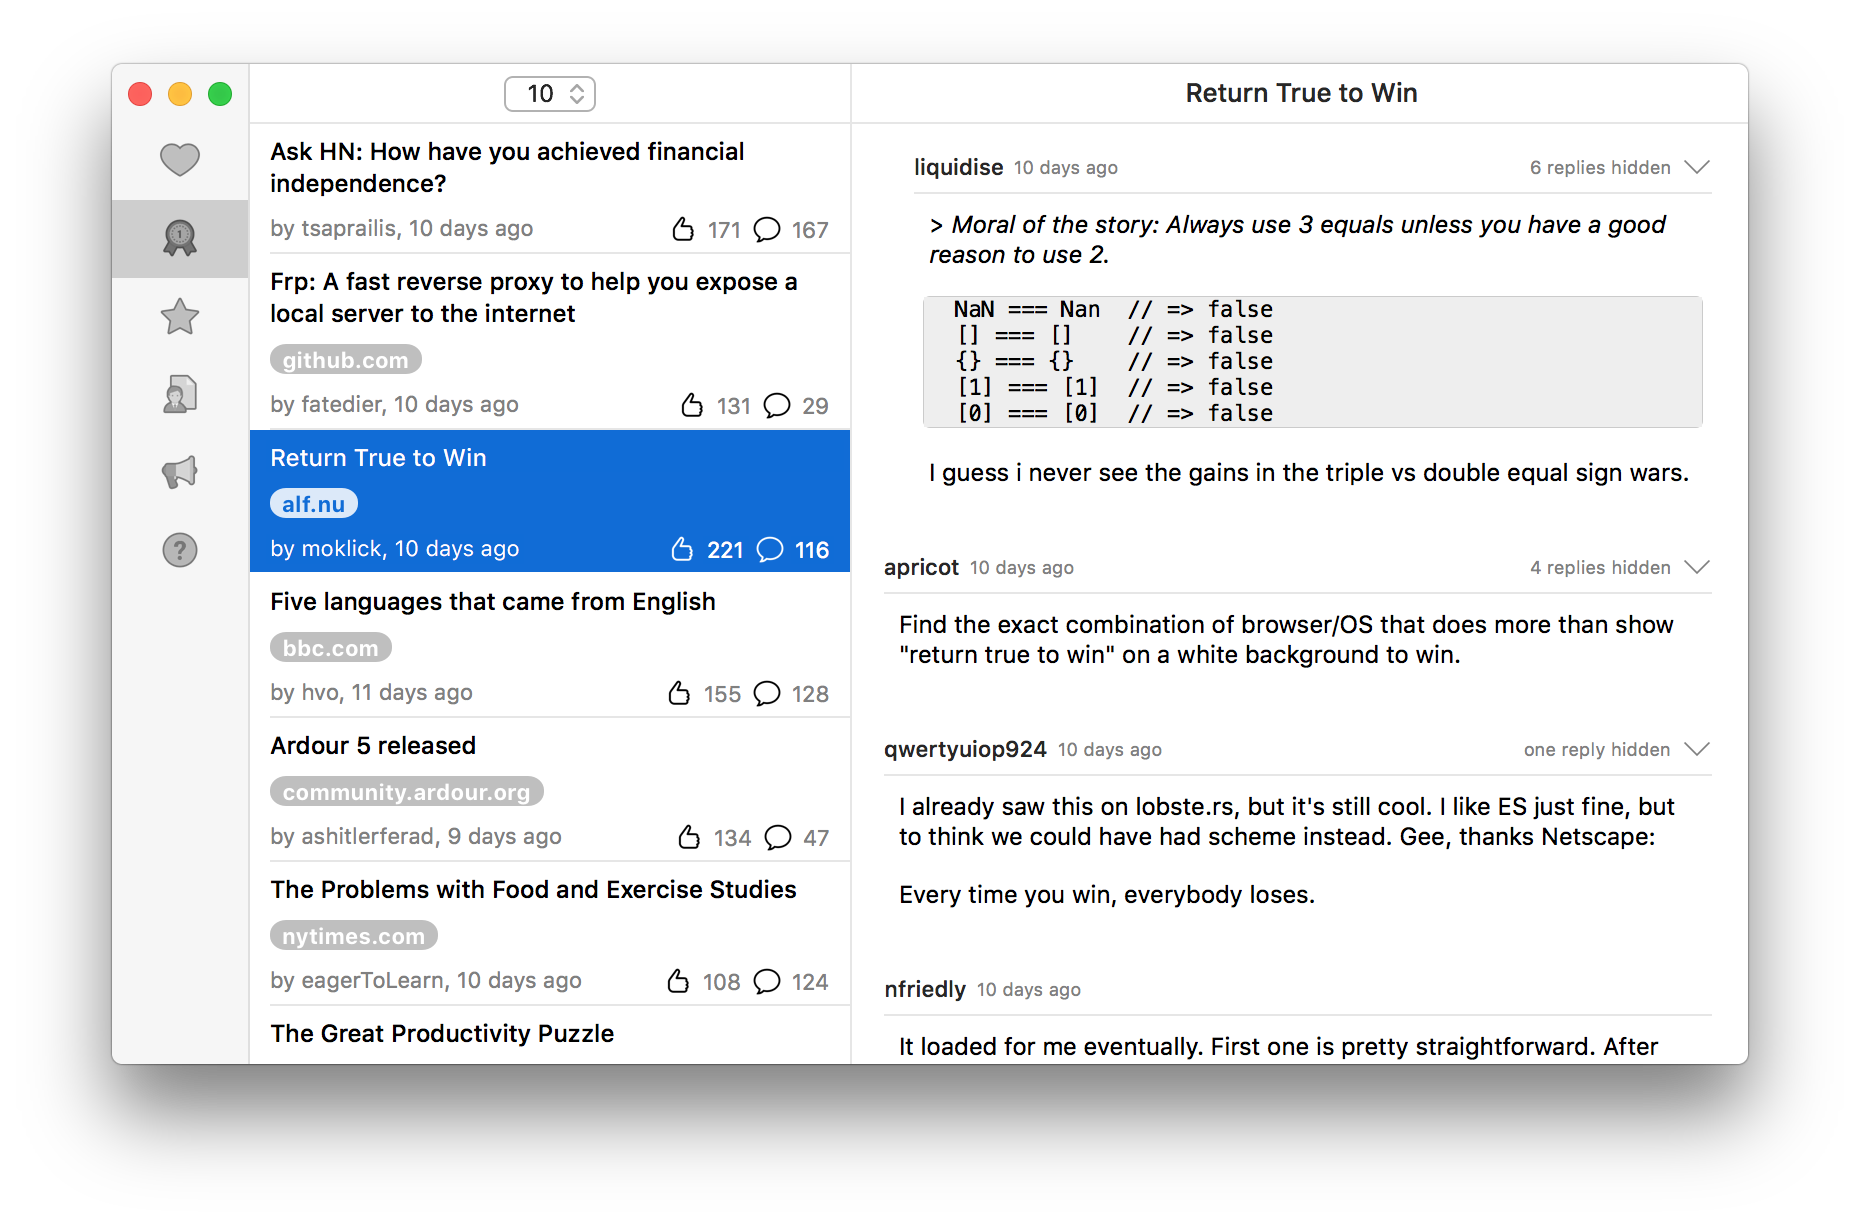 10
Ask HN: How have you achieved financial
independence?
by tsaprailis, 10 days ago 171 167
Frp: A fast reverse proxy to help you expose a
local server to the internet
github.com
by fatedier, 10 days ago 131 29
Return True to Win
alf.nu
by moklick, 10 days ago 221 116
Five languages that came from English
bbc.com
by hvo, 11 days ago 155 128
Ardour 5 released
community.ardour.org
by ashitlerferad, 9 days ago 134 47
The Problems with Food and Exercise Studies
nytimes.com
by eagerToLearn, 10 days ago 108 124
The Great Productivity Puzzle
Return True to Win
liquidise 10 days ago 6 replies hidden
> Moral of the story: Always use 3 equals unless you have a good
reason to use 2.
NaN === Nan // => false
[] === [] // => false
{} === {} // => false
[1] === [1] // => false
[0] === [0] // => false
I guess i never see the gains in the triple vs double equal sign wars.
apricot 10 days ago 4 replies hidden
Find the exact combination of browser/OS that does more than show
"return true to win" on a white background to win.
qwertyuiop924 10 days ago one reply hidden
I already saw this on lobste.rs, but it's still cool. I like ES just fine, but
to think we could have had scheme instead. Gee, thanks Netscape:
Every time you win, everybody loses.
nfriedly 10 days ago
It loaded for me eventually. First one is pretty straightforward. After